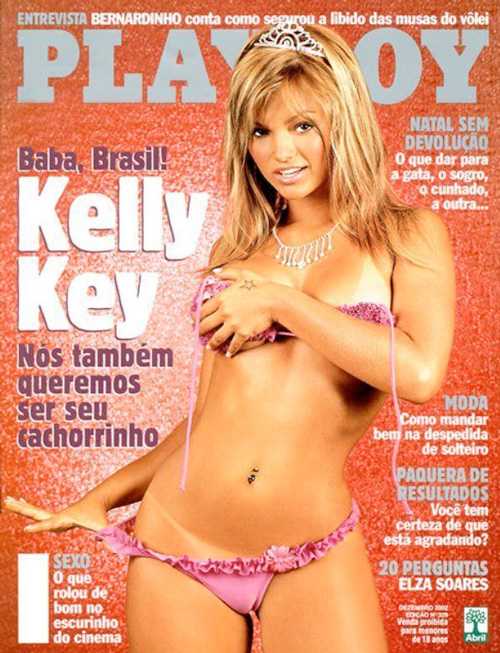 ENTREVISTA BERNARDINHO conta como segurou a libido das musas do vôlei
PLAYBOY
NATAL SEM
DEVOLUÇÃO
O que dar para
a gata, o sogro,
o cunhado,
a outra...
Baba, Brasil!
Kelly
Key
Nós também
queremos
ser seu
cachorrinho
MODA
Como mandar
bem na despedida
de solteiro
PAQUERA DE
RESULTADOS
Você tem
certeza de que
está agradando?
20 PERGUNTAS
ELZA SOARES
SEXO
O que
rolou de
bom no
escurinho
do cinema
DEZEMBRO 2002
EDIÇÃO Nº 329
Venda proibida
para menores
de 18 anos
Abril